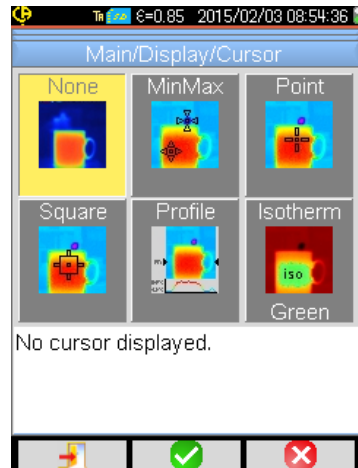 TR ε=0.85 2015/02/03 08:54:36
Main/Display/Cursor
None MinMax Point
Square Profile Isotherm
iso
Green
No cursor displayed.